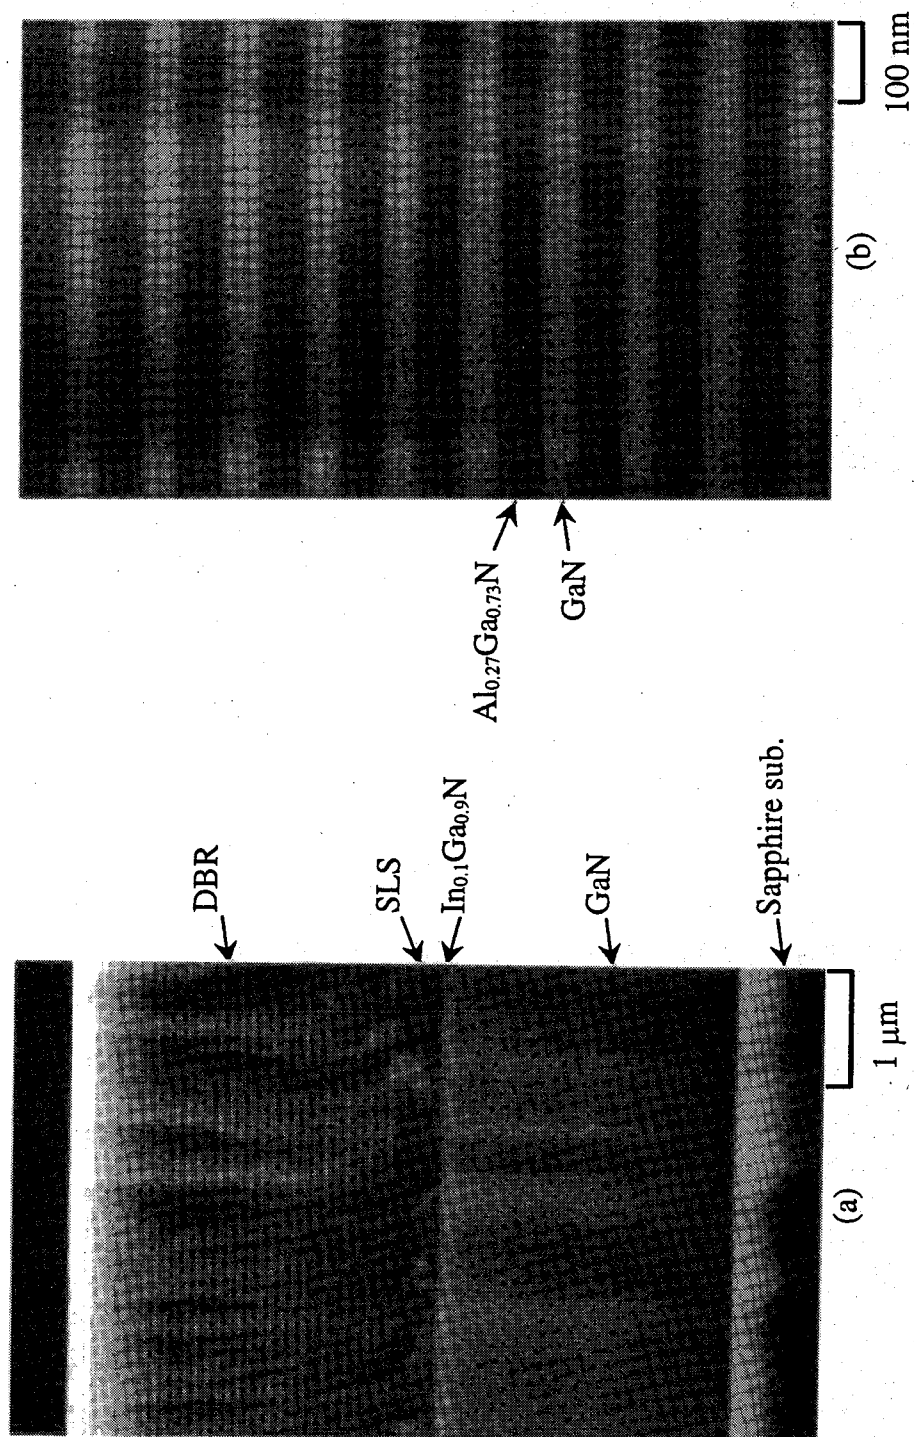 DBR
SLS
In0.1Ga0.9N
GaN
Sapphire sub.
1 μm
(a)
Al0.27Ga0.73N
GaN
100 nm
(b)